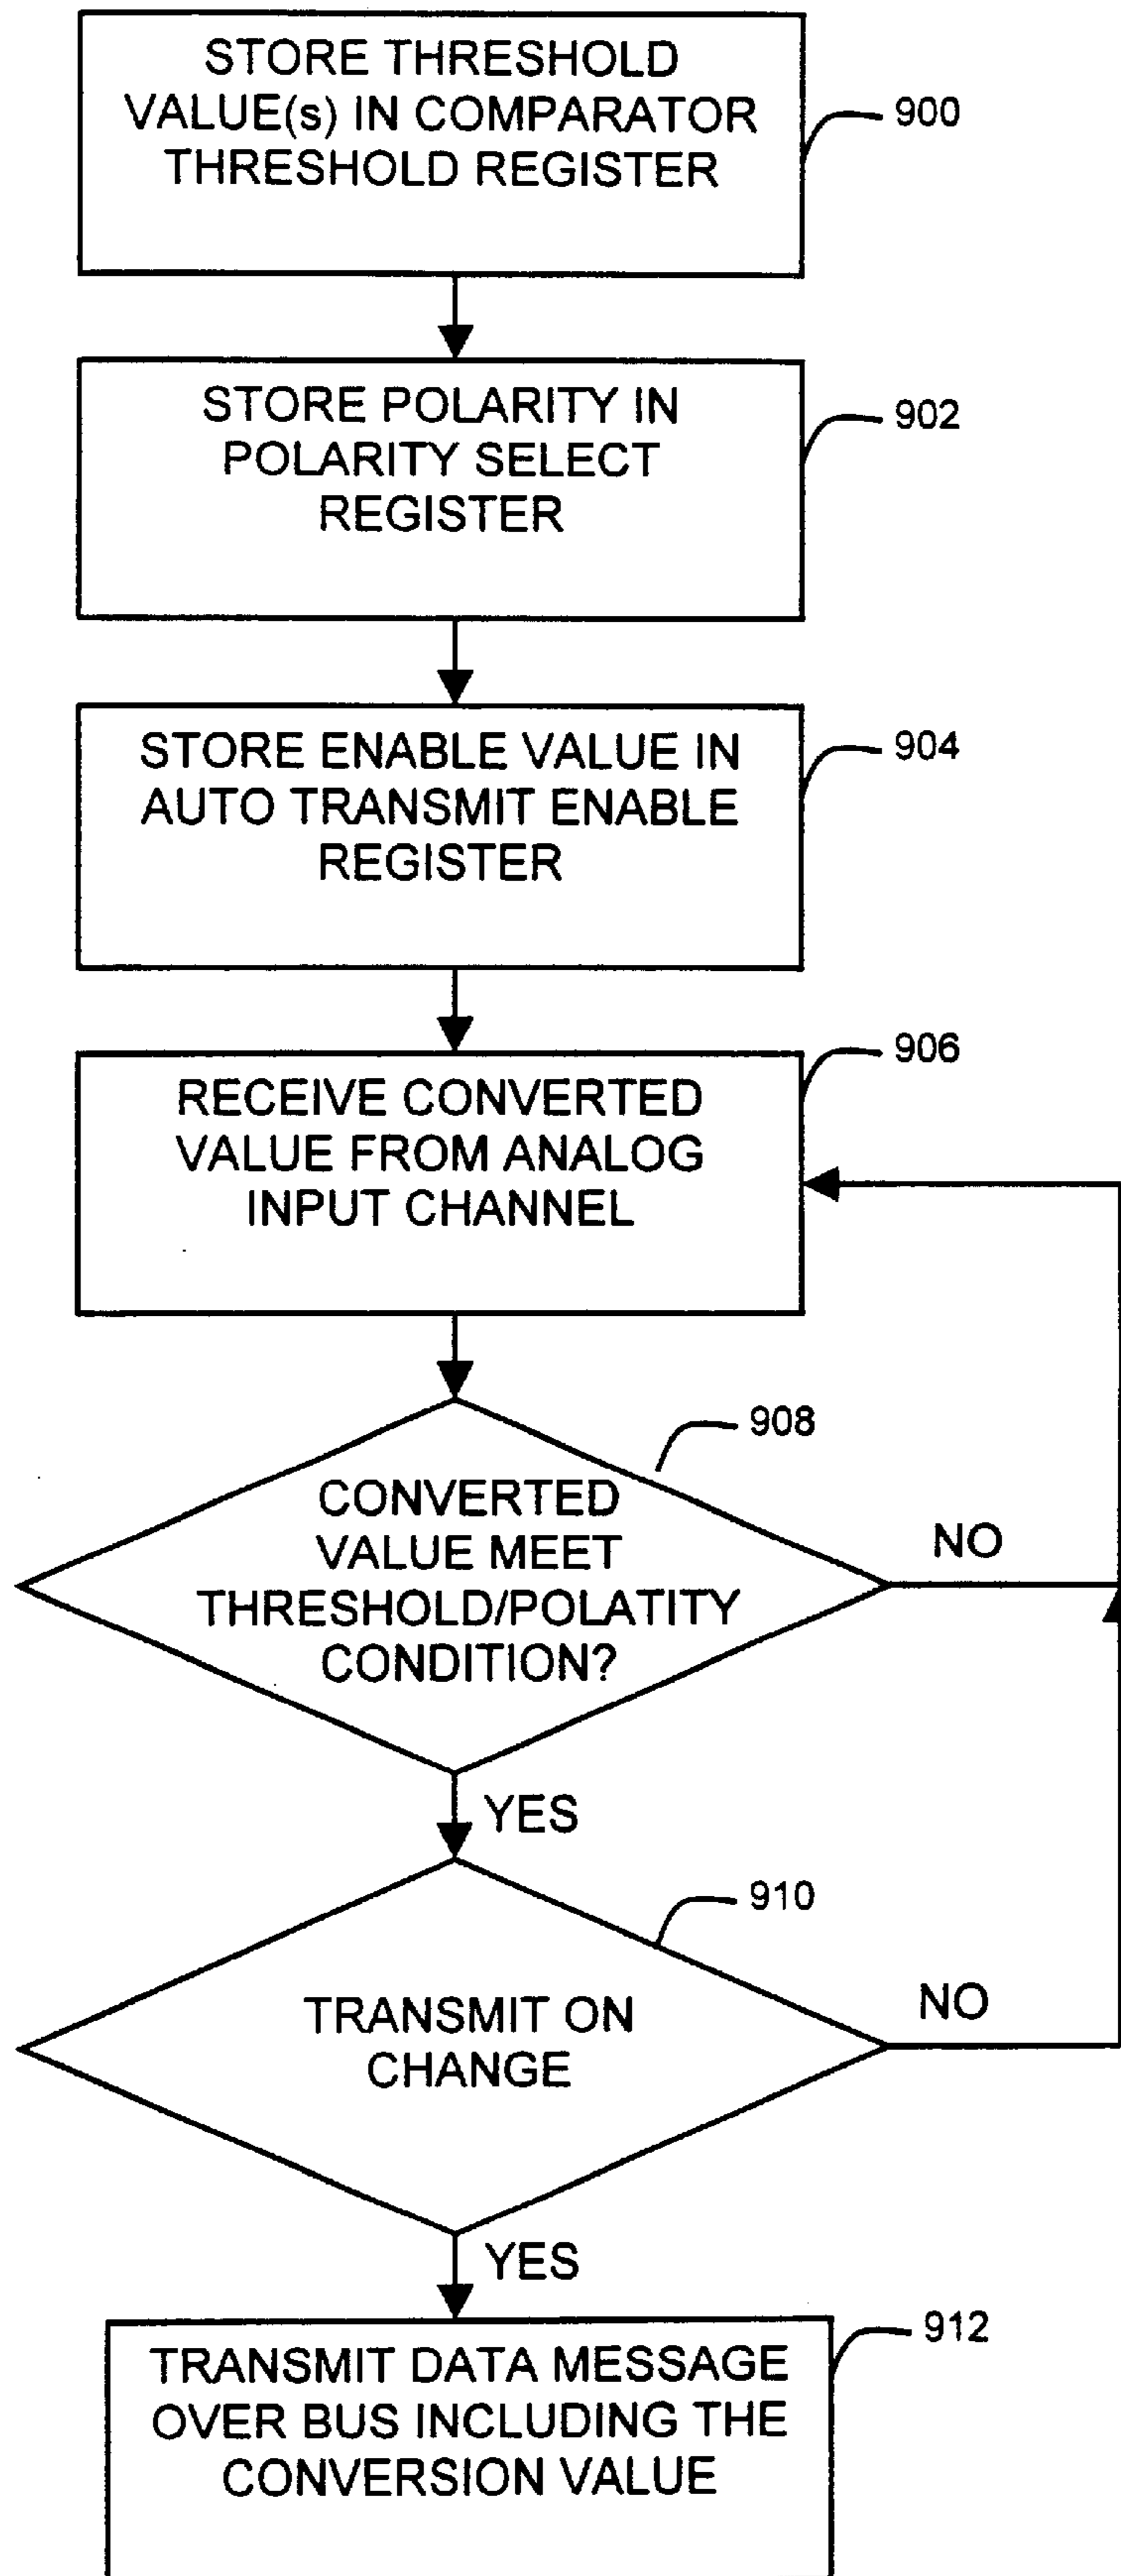 STORE THRESHOLD
VALUE(s) IN COMPARATOR
THRESHOLD REGISTER
900
STORE POLARITY IN
POLARITY SELECT
REGISTER
902
STORE ENABLE VALUE IN
AUTO TRANSMIT ENABLE
REGISTER
904
RECEIVE CONVERTED
VALUE FROM ANALOG
INPUT CHANNEL
906
CONVERTED
VALUE MEET
THRESHOLD/POLATITY
CONDITION?
908
NO
YES
TRANSMIT ON
CHANGE
910
NO
YES
TRANSMIT DATA MESSAGE
OVER BUS INCLUDING THE
CONVERSION VALUE
912